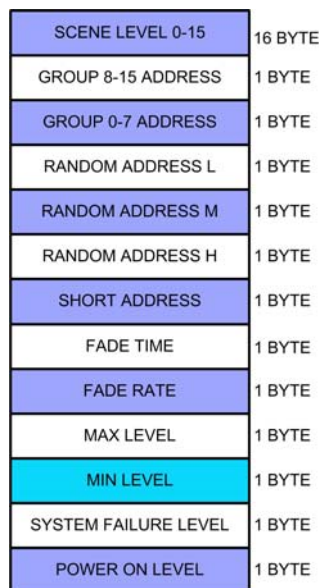 SCENE LEVEL 0-15 16 BYTE
GROUP 8-15 ADDRESS 1 BYTE
GROUP 0-7 ADDRESS 1 BYTE
RANDOM ADDRESS L 1 BYTE
RANDOM ADDRESS M 1 BYTE
RANDOM ADDRESS H 1 BYTE
SHORT ADDRESS 1 BYTE
FADE TIME 1 BYTE
FADE RATE 1 BYTE
MAX LEVEL 1 BYTE
MIN LEVEL 1 BYTE
SYSTEM FAILURE LEVEL 1 BYTE
POWER ON LEVEL 1 BYTE